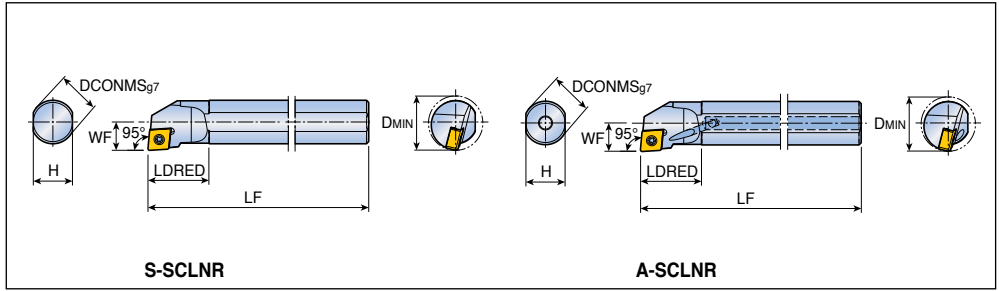 DCONMSg7
WF
95°
H
LDRED
LF
DMIN
S-SCLNR
DCONMSg7
WF
95°
H
LDRED
LF
DMIN
A-SCLNR